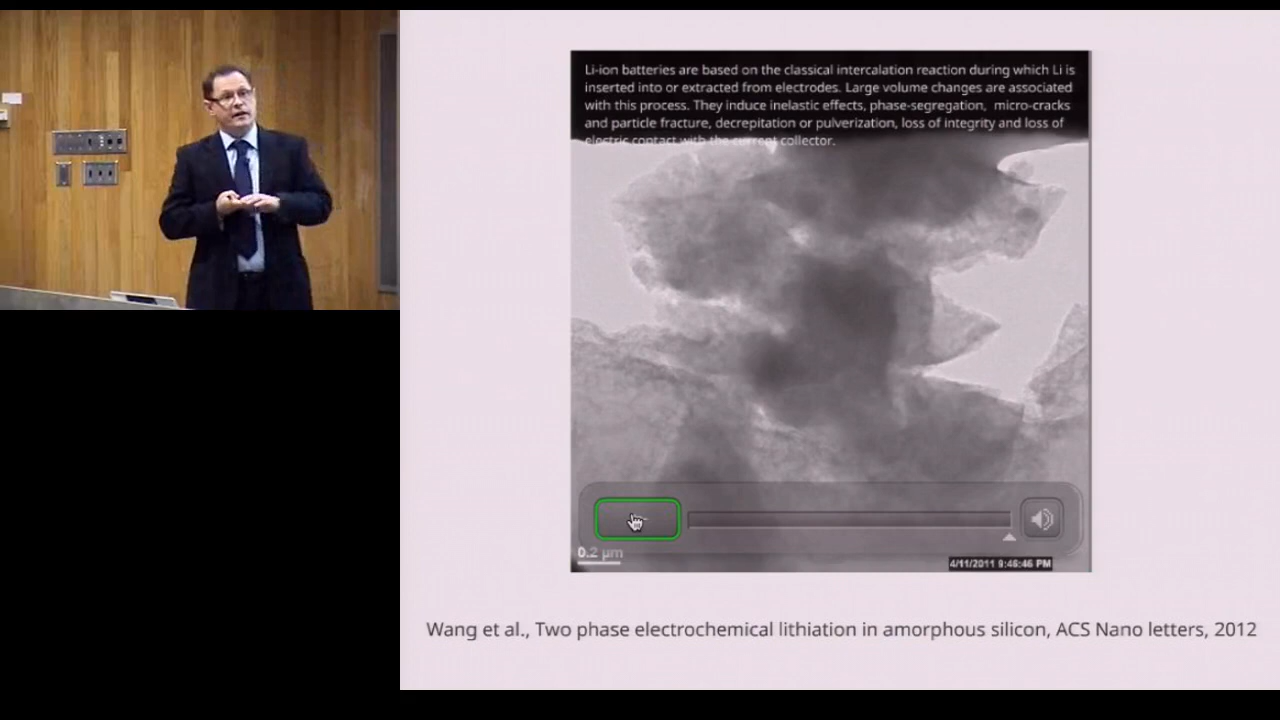 Li-ion batteries are based on the classical intercalation reaction during which Li is
inserted into or extracted from electrodes. Large volume changes are associated
with this process. They induce inelastic effects, phase-segregation, micro-cracks
and particle fracture, decrepitation or pulverization, loss of integrity and loss of
electric contact with the current collector.
0.2 µm
4/11/2011 9:46:46 PM
Wang et al., Two phase electrochemical lithiation in amorphous silicon, ACS Nano letters, 2012